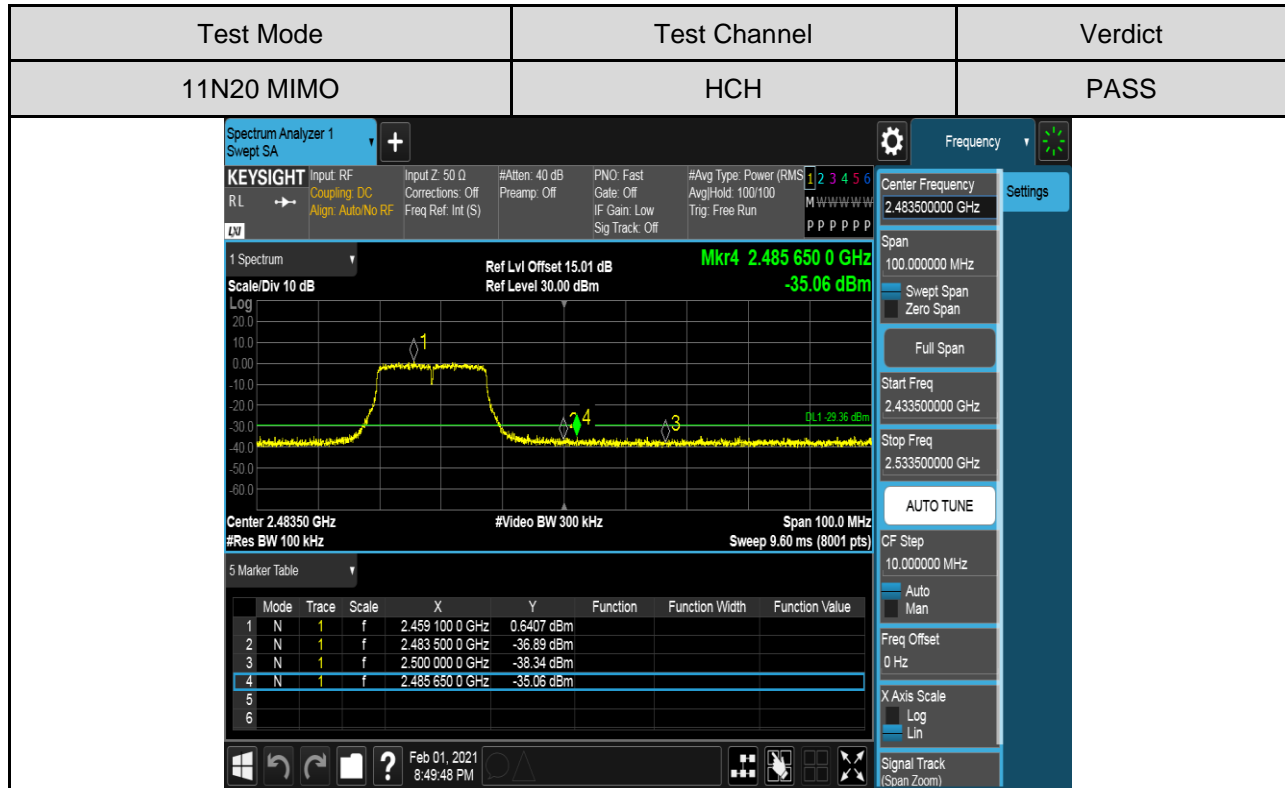 Test Mode Test Channel Verdict
11N20 MIMO HCH PASS
Spectrum Analyzer 1
Swept SA
+
Frequency
KEYSIGHT
RL
LXI
Input: RF
Coupling: DC
Align: Auto/No RF
Input Z: 50 Ω
Corrections: Off
Freq Ref: Int (S)
#Atten: 40 dB
Preamp: Off
PNO: Fast
Gate: Off
IF Gain: Low
Sig Track: Off
#Avg Type: Power (RMS
Avg|Hold: 100/100
Trig: Free Run
1 2 3 4 5 6
M W W W W W
P P P P P P
1 Spectrum
Scale/Div 10 dB
Ref Lvl Offset 15.01 dB
Ref Level 30.00 dBm
Mkr4 2.485 650 0 GHz
-35.06 dBm
Log
20.0
10.0
0.00
-10.0
-20.0
-30.0
-40.0
-50.0
-60.0
1
4
3
DL1 -29.36 dBm
Center 2.48350 GHz #Video BW 300 kHz Span 100.0 MHz
#Res BW 100 kHz Sweep 9.60 ms (8001 pts)
5 Marker Table
Mode Trace Scale X Y Function Function Width Function Value
1 N 1 f 2.459 100 0 GHz 0.6407 dBm
2 N 1 f 2.483 500 0 GHz -36.89 dBm
3 N 1 f 2.500 000 0 GHz -38.34 dBm
4 N 1 f 2.485 650 0 GHz -35.06 dBm
5
6
?
Feb 01, 2021
8:49:48 PM
Center Frequency
2.483500000 GHz
Settings
Span
100.000000 MHz
Swept Span
Zero Span
Full Span
Start Freq
2.433500000 GHz
Stop Freq
2.533500000 GHz
AUTO TUNE
CF Step
10.000000 MHz
Auto
Man
Freq Offset
0 Hz
X Axis Scale
Log
Lin
Signal Track
(Span Zoom)